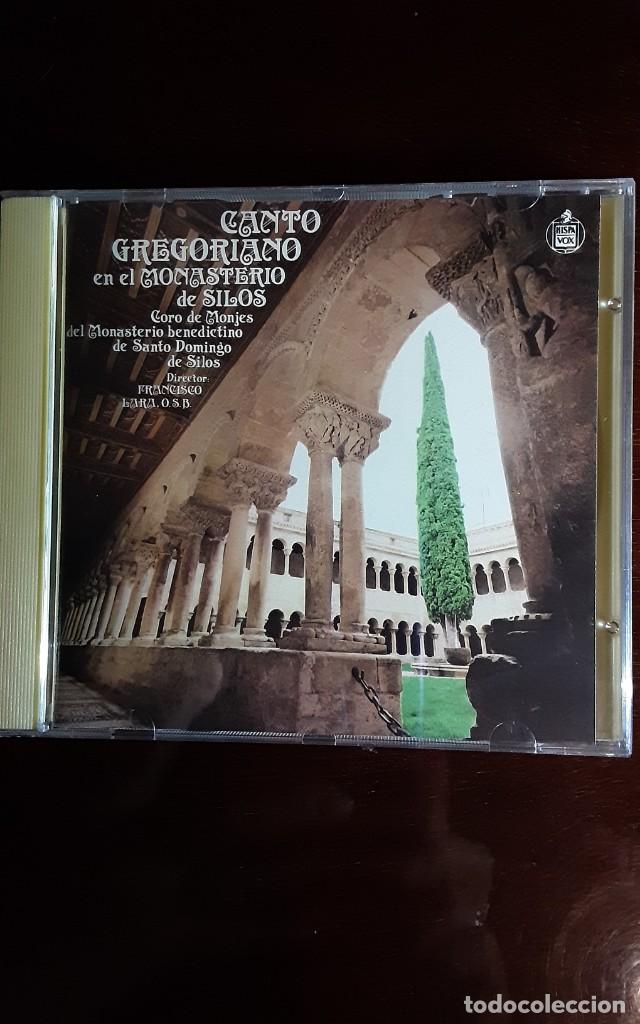 CANTO
GREGORIANO
en el MONASTERIO
de SILOS
Coro de Monjes
del Monasterio benedictino
de Santo Domingo
de Silos
Director:
FRANCISCO
LARA, O.S.B.
HISPA
VOX
todocoleccion